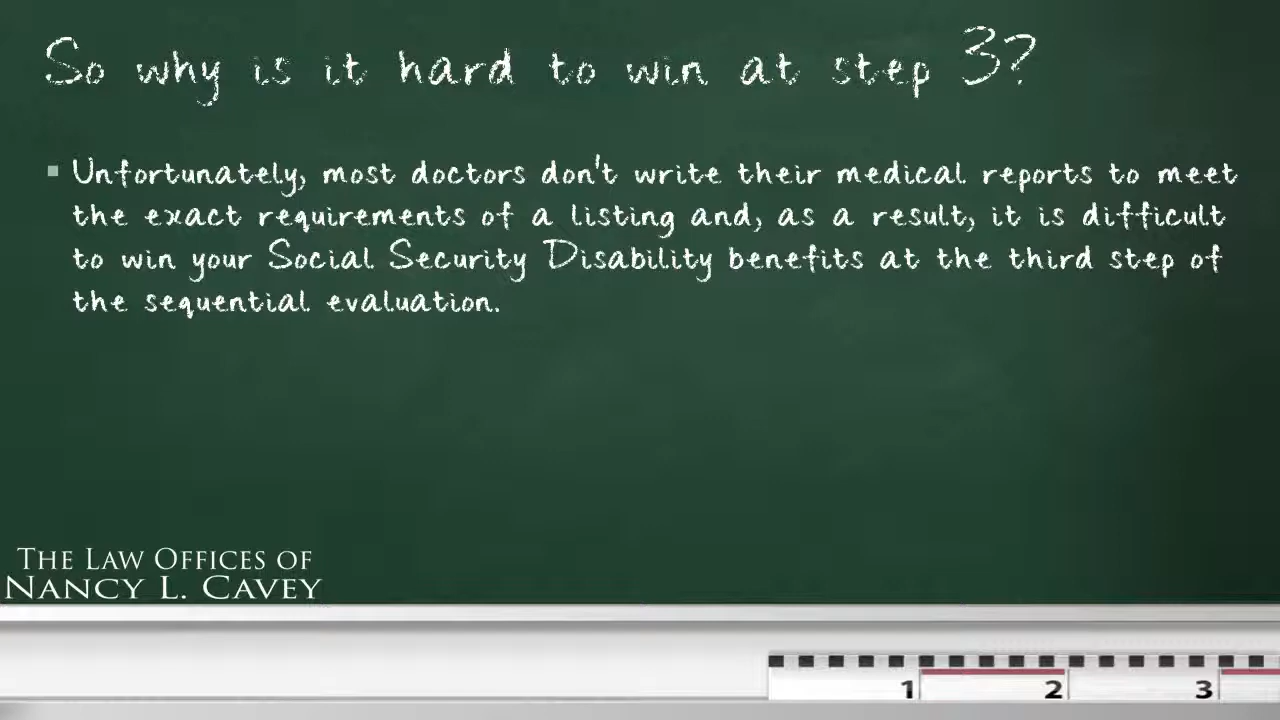 So why is it hard to win at step 3?
▪ Unfortunately, most doctors don't write their medical reports to meet
the exact requirements of a listing and, as a result, it is difficult
to win your Social Security Disability benefits at the third step of
the sequential evaluation.
THE LAW OFFICES OF
NANCY L. CAVEY
1 2 3